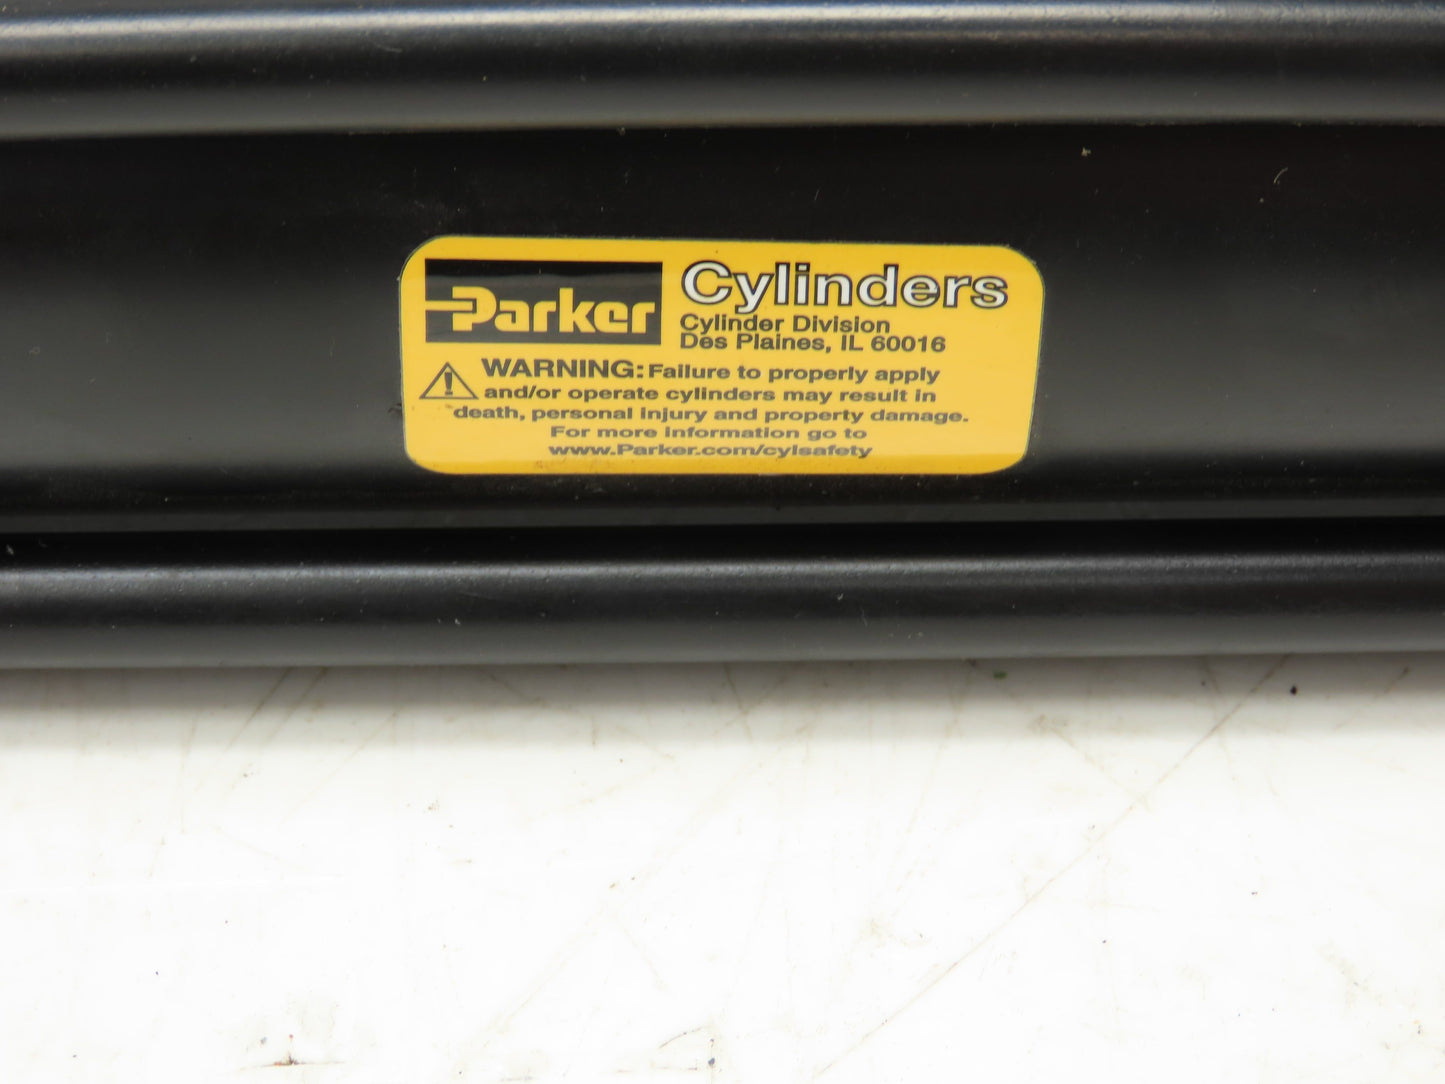 Parker
Cylinders
Cylinder Division
Des Plaines, IL 60016
WARNING: Failure to properly apply
and/or operate cylinders may result in
death, personal injury and property damage.
For more information go to
www.Parker.com/cylsafety